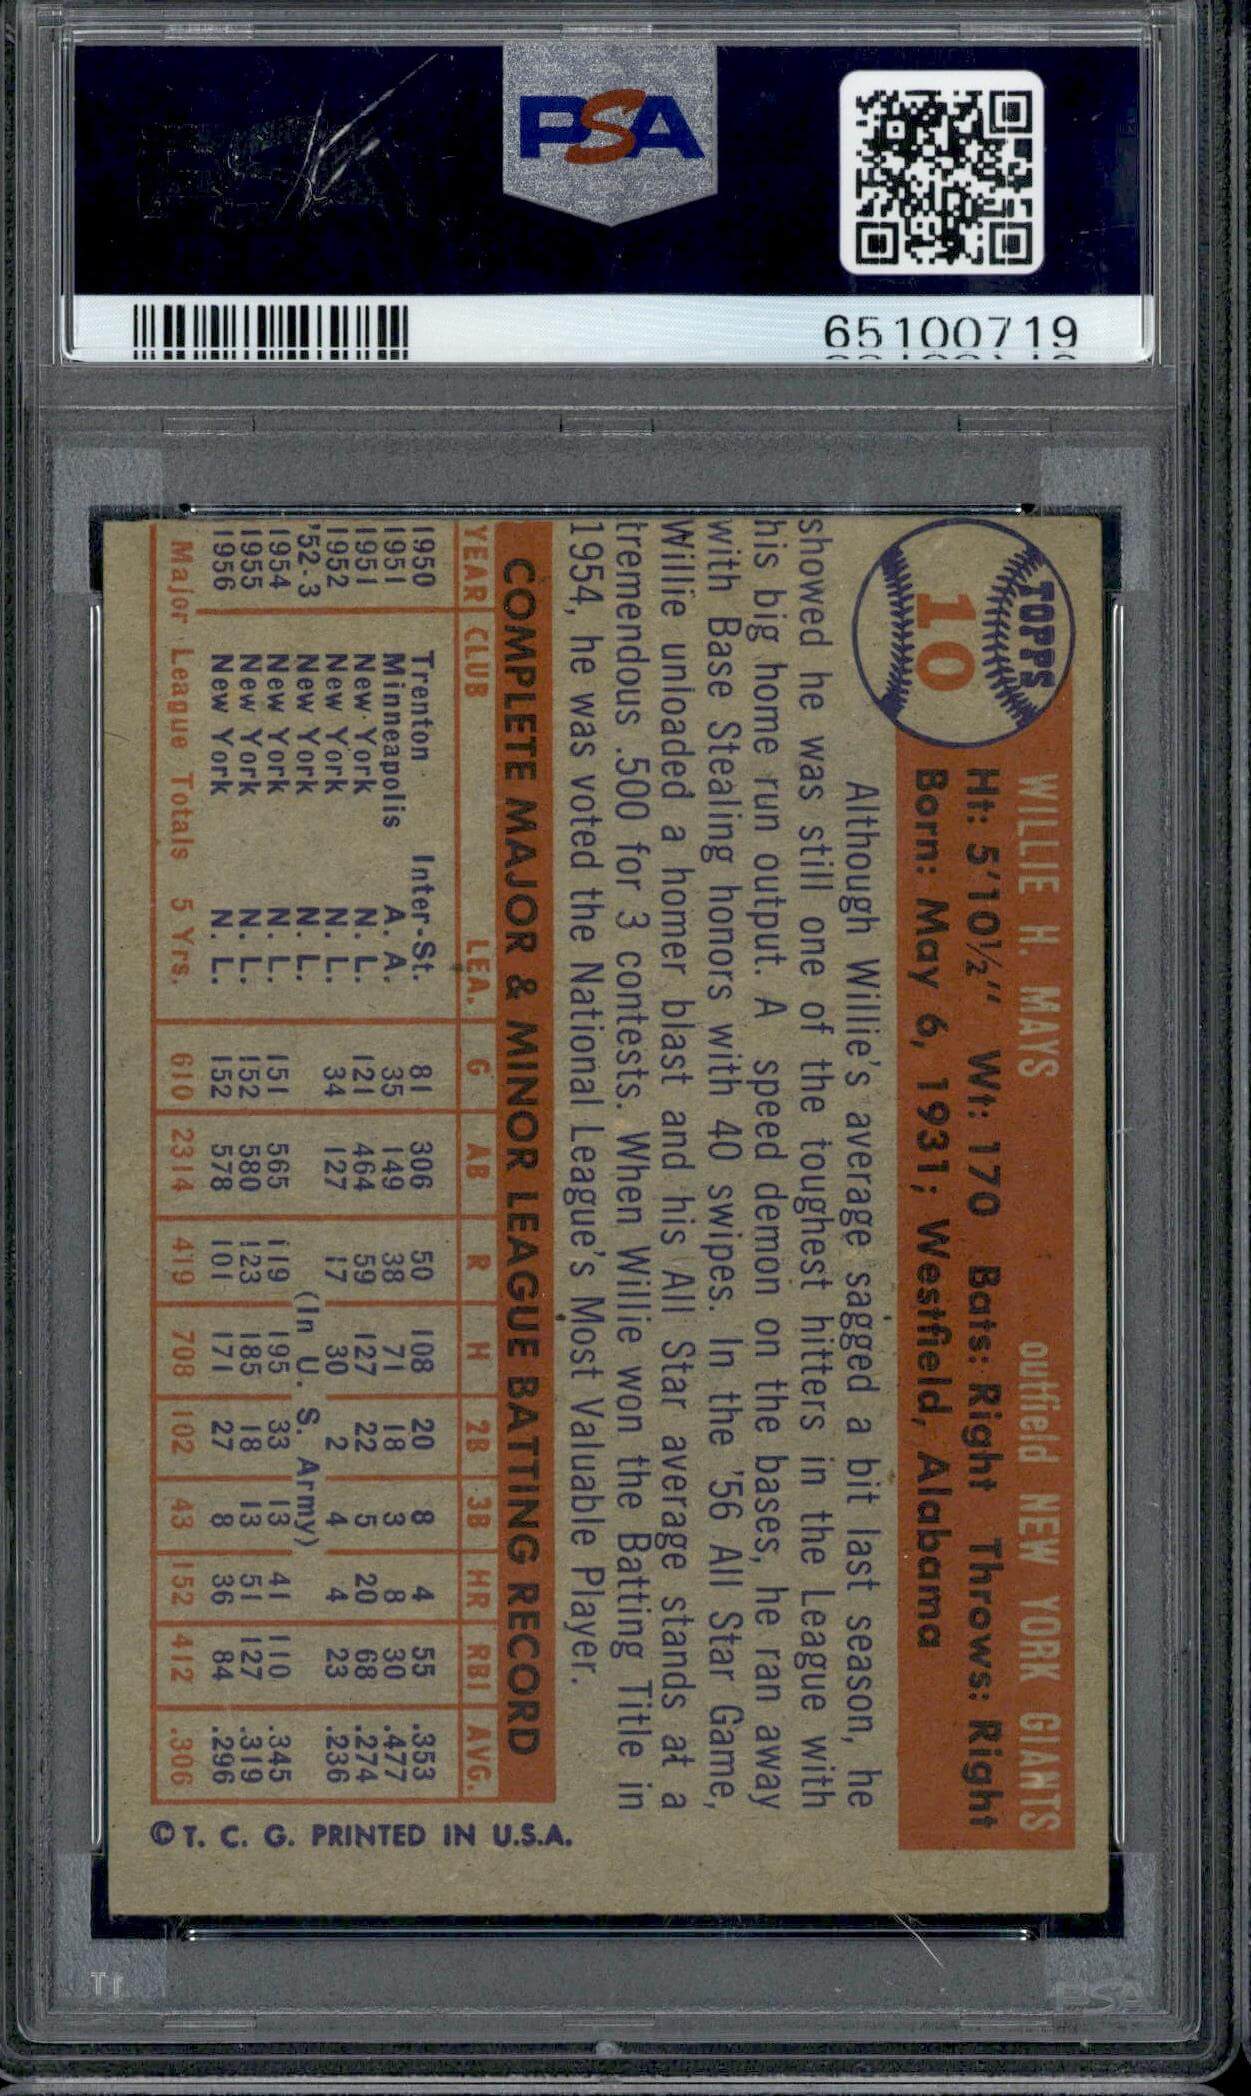 PSA
65100719
TOPPS
10
WILLIE H. MAYS outfield NEW YORK GIANTS
Ht: 5'10½" Wt: 170 Bats: Right Throws: Right
Born: May 6, 1931; Westfield, Alabama
Although Willie's average sagged a bit last season, he
showed he was still one of the toughest hitters in the League with
his big home run output. A speed demon on the bases, he ran away
with Base Stealing honors with 40 swipes. In the '56 All Star Game,
Willie unloaded a homer blast and his All Star average stands at a
tremendous .500 for 3 contests. When Willie won the Batting Title in
1954, he was voted the National League's Most Valuable Player.
COMPLETE MAJOR & MINOR LEAGUE BATTING RECORD
YEAR CLUB LEA. G AB R H 2B 3B HR RBI AVG.
1950 Trenton Inter-St. 81 306 50 108 20 8 4 55 .353
1951 Minneapolis A. A. 35 149 38 71 18 3 8 30 .477
1951 New York N. L. 121 464 59 127 22 5 20 68 .274
1952 New York N. L. 34 127 17 30 2 4 4 23 .236
'52-3 New York N. L. (In U. S. Army)
1954 New York N. L. 151 565 119 195 33 13 41 110 .345
1955 New York N. L. 152 580 123 185 18 13 51 127 .319
1956 New York N. L. 152 578 101 171 27 8 36 84 .296
Major League Totals 5 Yrs. 610 2314 419 708 102 43 152 412 .306
© T. C. G. PRINTED IN U.S.A.
PSA